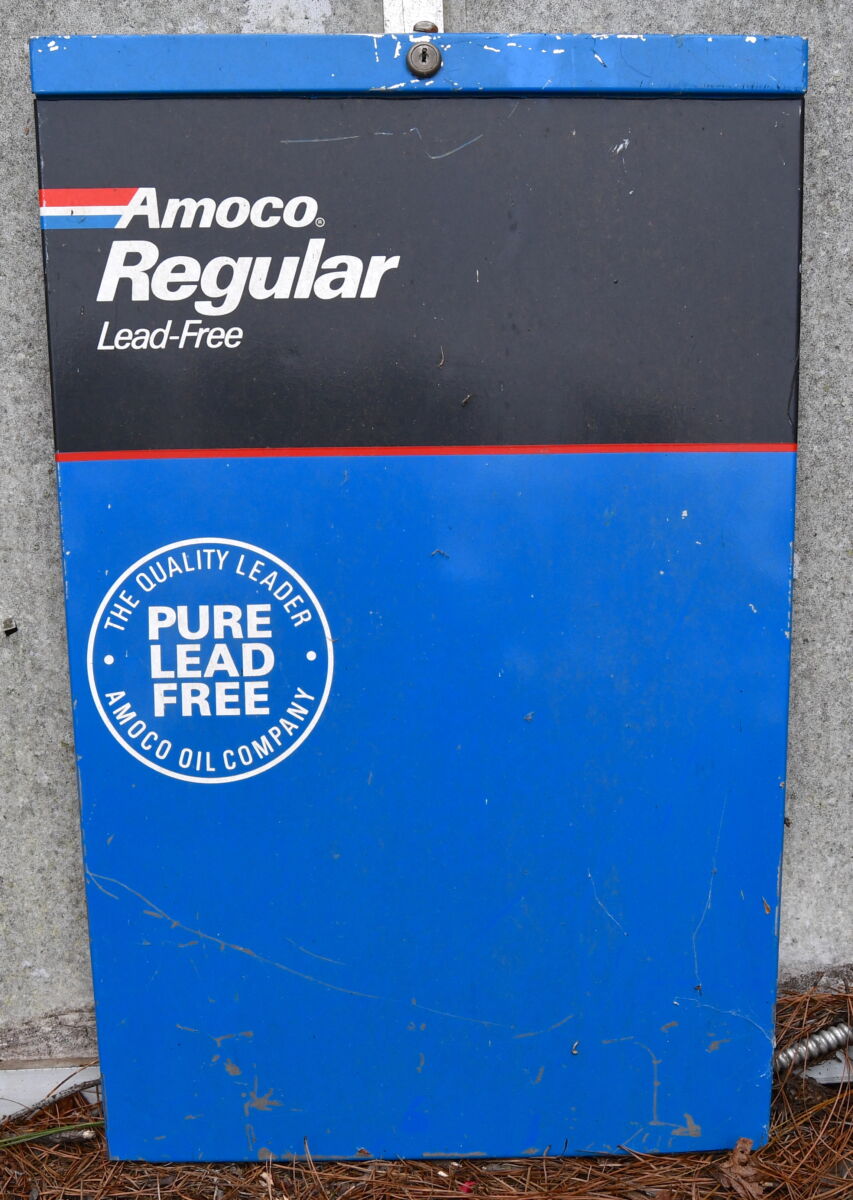 Amoco®
Regular
Lead-Free
THE QUALITY LEADER
PURE
LEAD
FREE
AMOCO OIL COMPANY